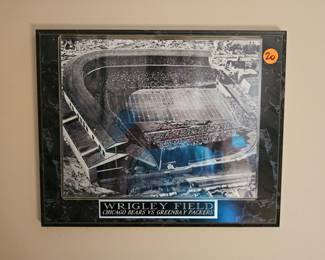 20
WRIGLEY FIELD
CHICAGO BEARS VS GREENBAY PACKERS